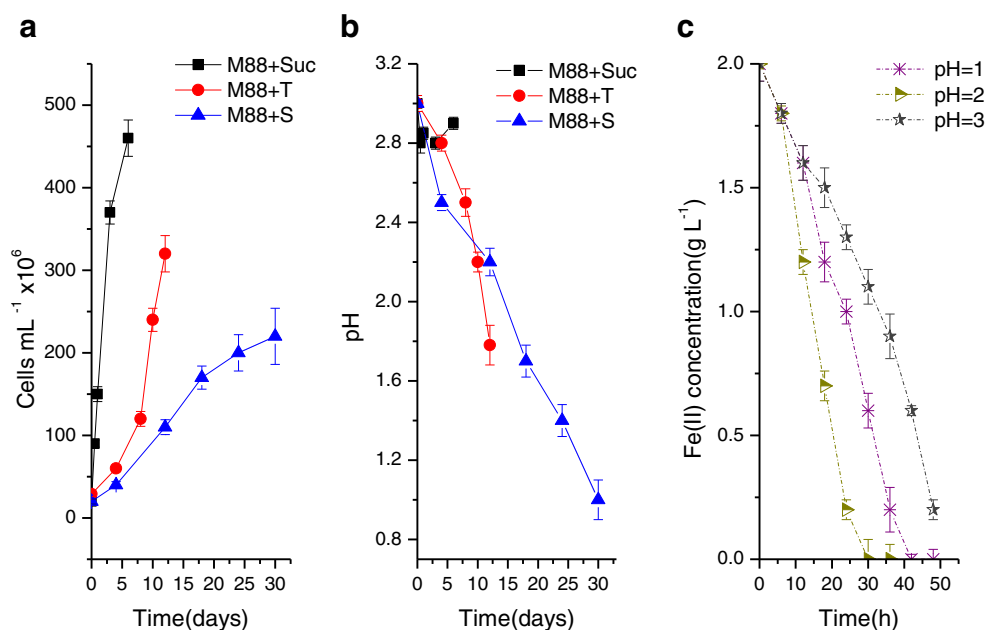 a
M88+Suc
M88+T
M88+S
Cells mL⁻¹ x10⁶
500
400
300
200
100
0
0 5 10 15 20 25 30
Time(days)
b
M88+Suc
M88+T
M88+S
pH
3.2
2.8
2.4
2.0
1.6
1.2
0.8
0 5 10 15 20 25 30
Time(days)
c
pH=1
pH=2
pH=3
Fe(II) concentration(g L⁻¹)
2.0
1.5
1.0
0.5
0.0
0 10 20 30 40 50
Time(h)